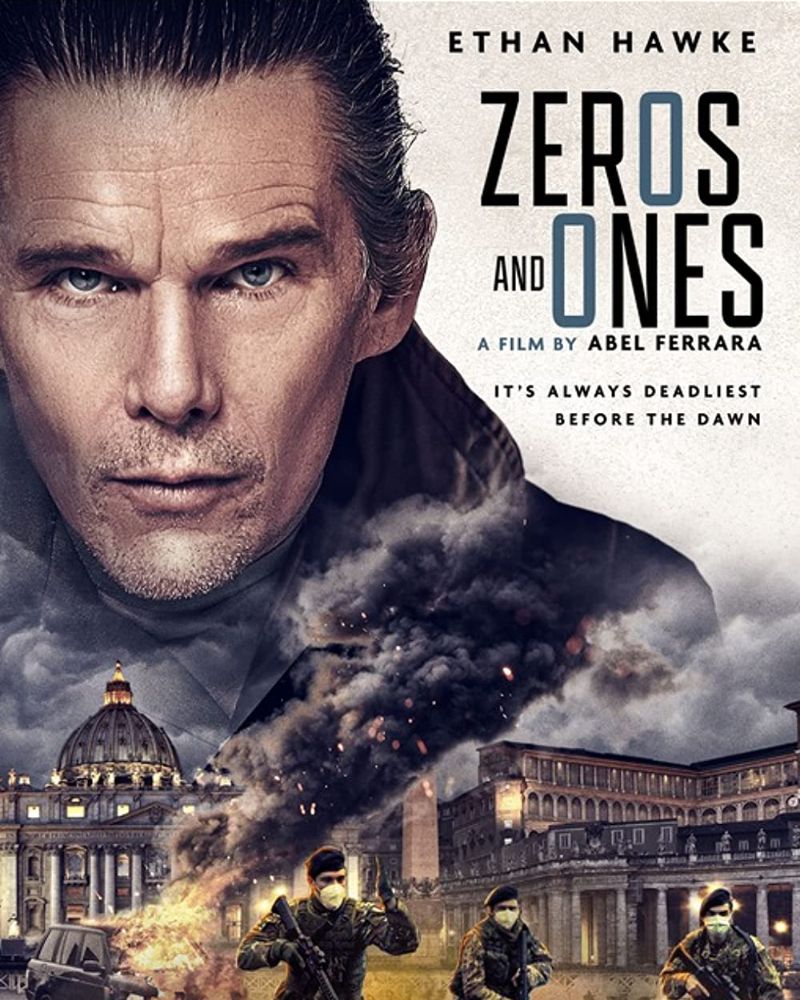 ETHAN HAWKE
ZEROS
AND ONES
A FILM BY ABEL FERRARA
IT'S ALWAYS DEADLIEST
BEFORE THE DAWN